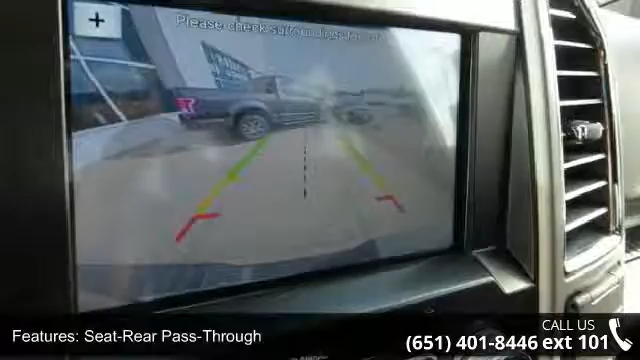 +
Please check surroundings for safety
Features: Seat-Rear Pass-Through
CALL US
(651) 401-8446 ext 101